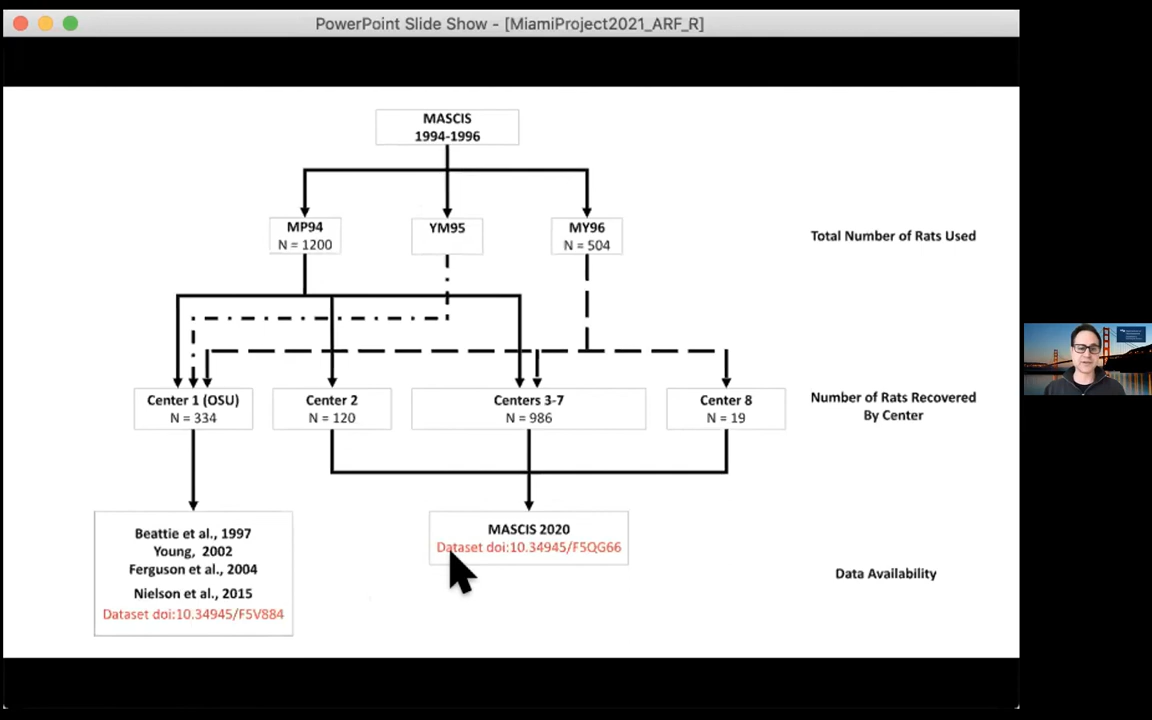 PowerPoint Slide Show - [MiamiProject2021_ARF_R]
MASCIS
1994-1996
MP94
N = 1200
YM95
MY96
N = 504
Total Number of Rats Used
Center 1 (OSU)
N = 334
Center 2
N = 120
Centers 3-7
N = 986
Center 8
N = 19
Number of Rats Recovered
By Center
Beattie et al., 1997
Young, 2002
Ferguson et al., 2004
Nielson et al., 2015
Dataset doi:10.34945/F5V884
MASCIS 2020
Dataset doi:10.34945/F5QG66
Data Availability